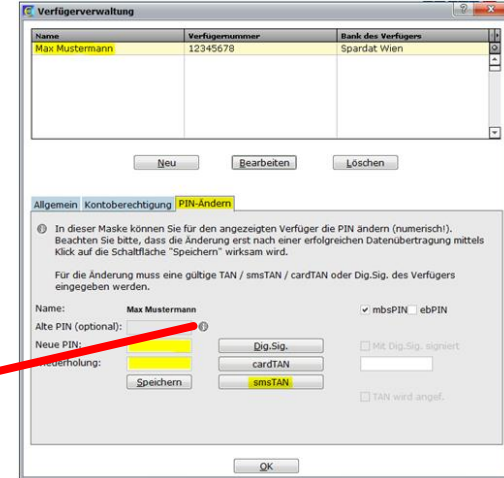 Verfügerverwaltung
Name Verfügernummer Bank des Verfügers
Max Mustermann 12345678 Spardat Wien
Neu Bearbeiten Löschen
Allgemein Kontoberechtigung PIN-Ändern
In dieser Maske können Sie für den angezeigten Verfüger die PIN ändern (numerisch!).
Beachten Sie bitte, dass die Änderung erst nach einer erfolgreichen Datenübertragung mittels
Klick auf die Schaltfläche "Speichern" wirksam wird.
Für die Änderung muss eine gültige TAN / smsTAN / cardTAN oder Dig.Sig. des Verfügers
eingegeben werden.
Name: Max Mustermann mbsPIN ebPIN
Alte PIN (optional):
Neue PIN: Dig.Sig. Mit Dig.Sig. signiert
cardTAN
Speichern smsTAN
TAN wird angef.
OK